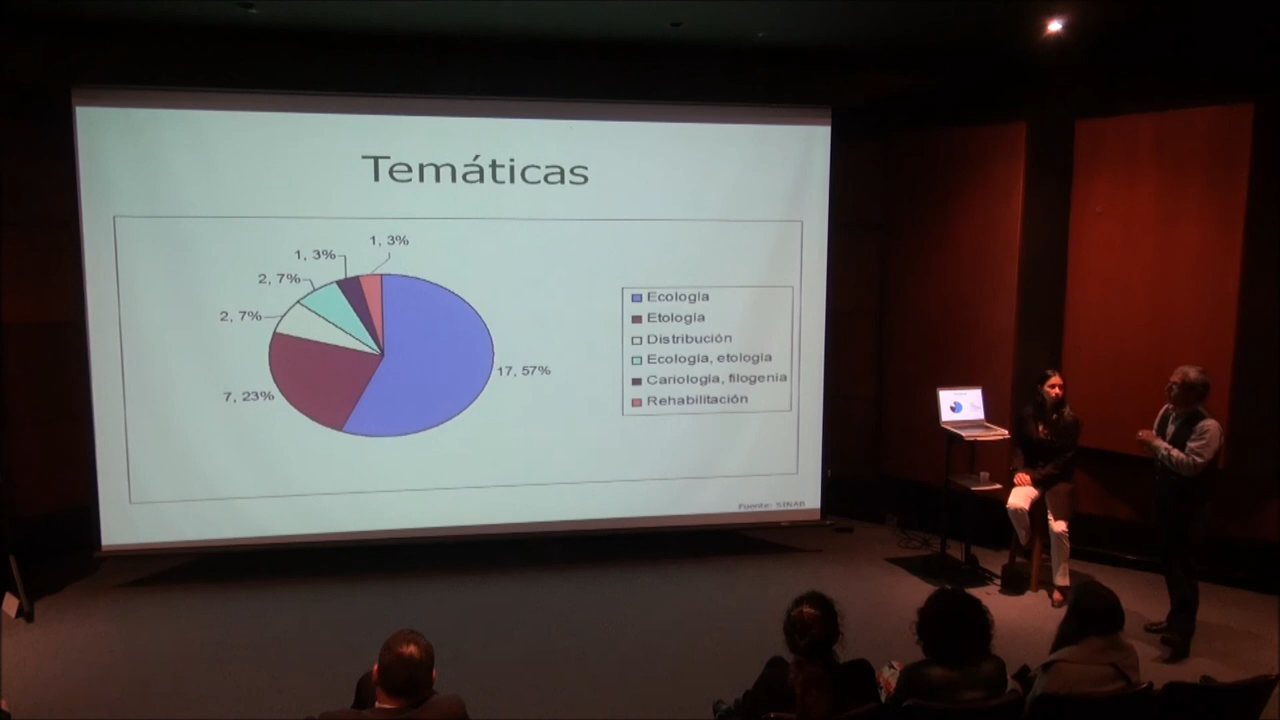 Temáticas
1, 3%
1, 3%
2, 7%
2, 7%
17, 57%
7, 23%
Ecología
Etología
Distribución
Ecología, etología
Cariología, filogenia
Rehabilitación
Fuente: SINAB